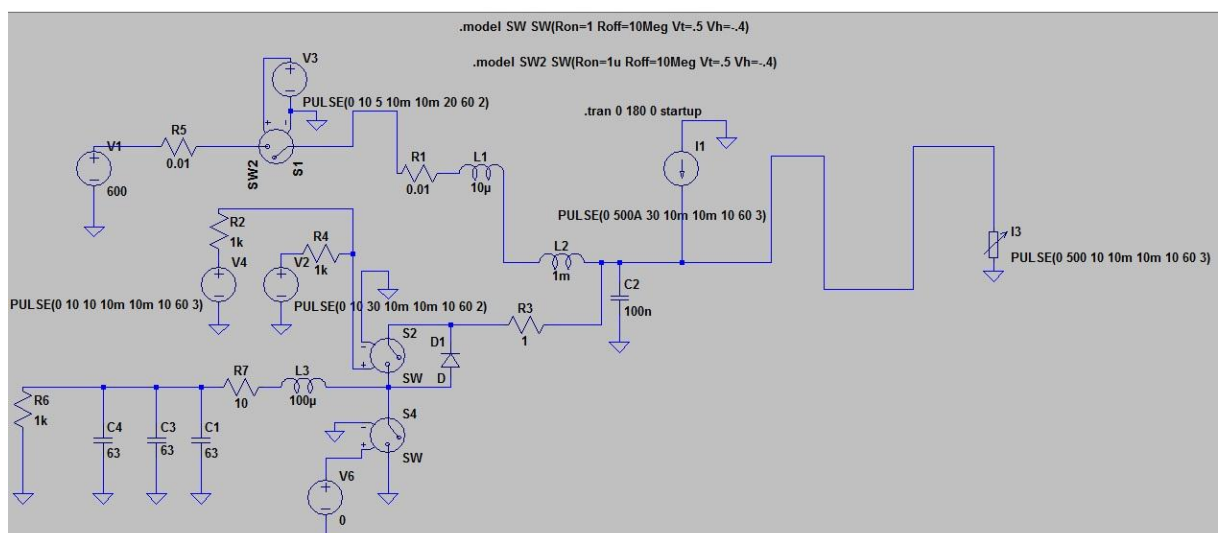 .model SW SW(Ron=1 Roff=10Meg Vt=.5 Vh=-.4)
.model SW2 SW(Ron=1u Roff=10Meg Vt=.5 Vh=-.4)
V3
PULSE(0 10 5 10m 10m 20 60 2)
.tran 0 180 0 startup
V1
600
R5
0.01
SW2
S1
R1
0.01
L1
10µ
I1
PULSE(0 500A 30 10m 10m 10 60 3)
I3
PULSE(0 500 10 10m 10m 10 60 3)
R2
1k
R4
1k
L2
1m
V4
PULSE(0 10 10 10m 10m 10 60 3)
V2
PULSE(0 10 30 10m 10m 10 60 2)
C2
100n
S2
SW
D1
D
R3
1
R6
1k
C4
63
C3
63
C1
63
R7
10
L3
100µ
S4
SW
V6
0